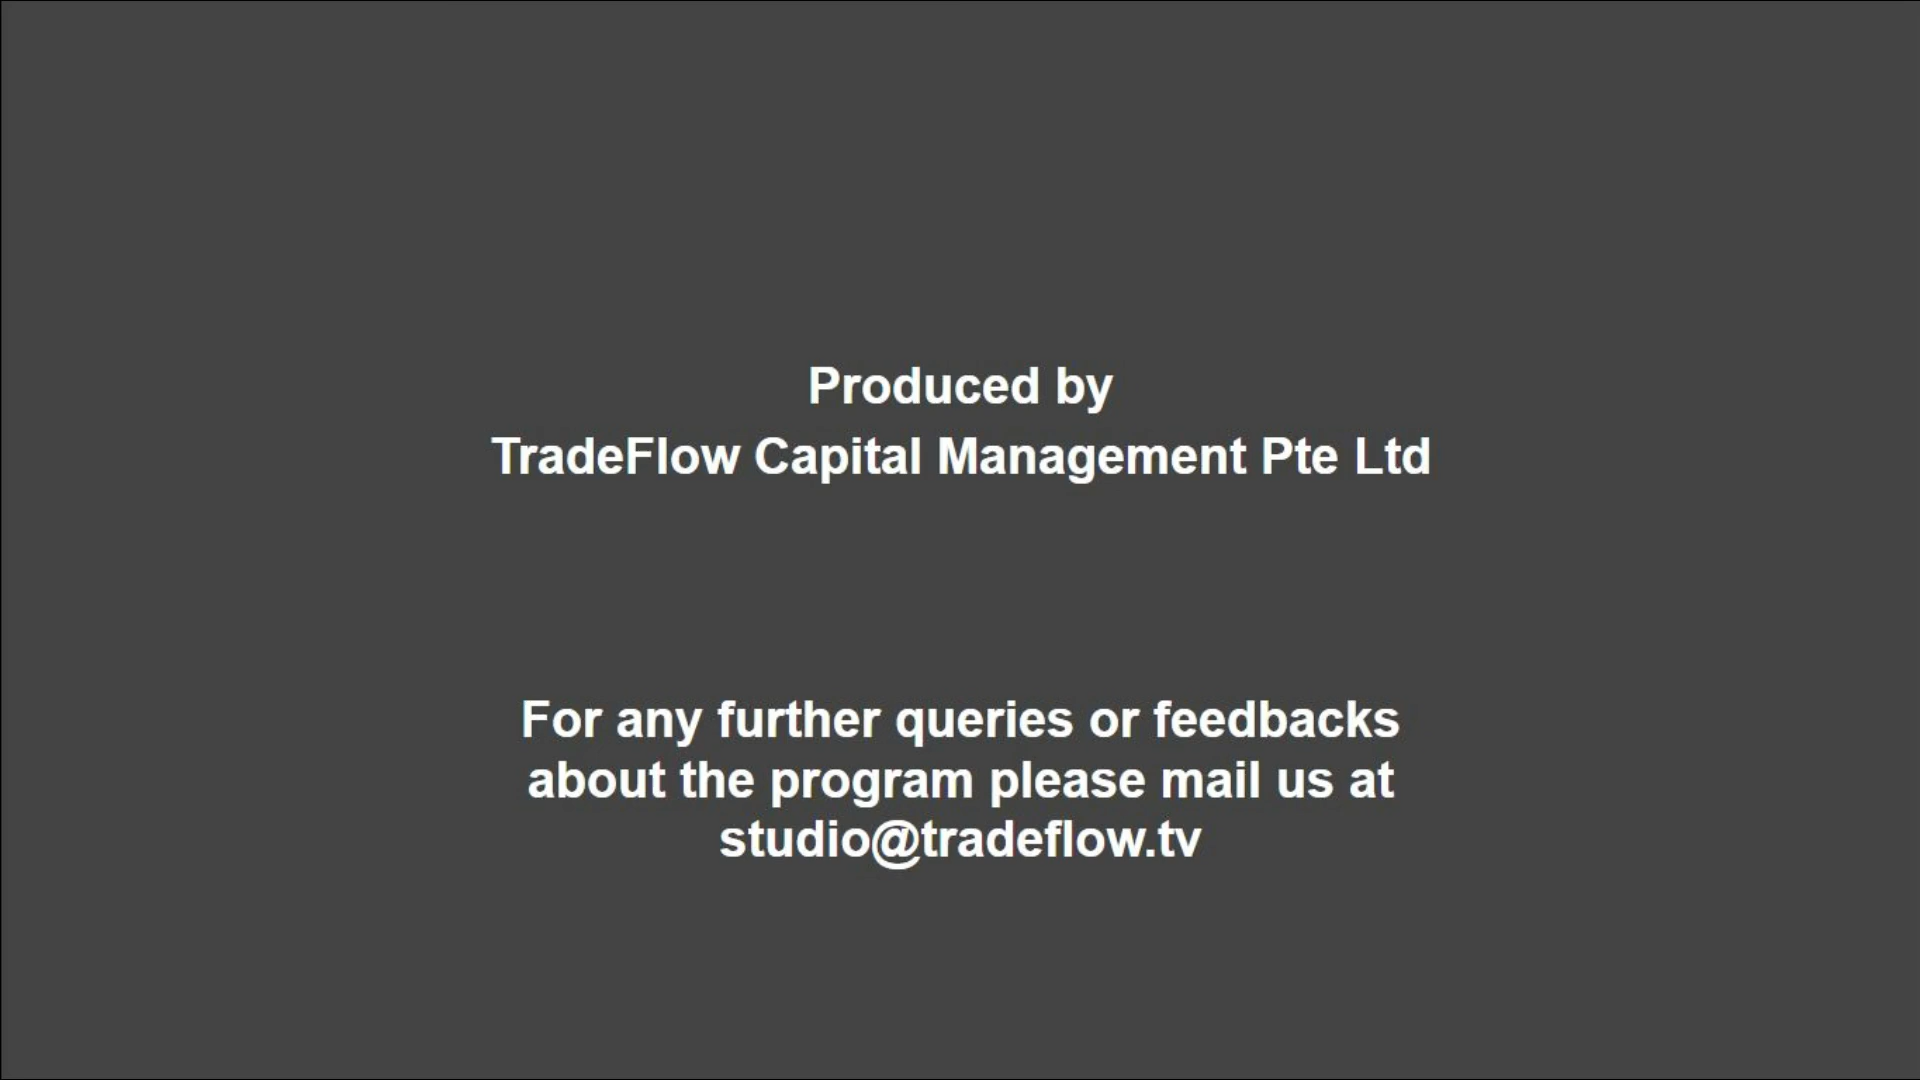 Produced by
TradeFlow Capital Management Pte Ltd
For any further queries or feedbacks
about the program please mail us at
studio@tradeflow.tv